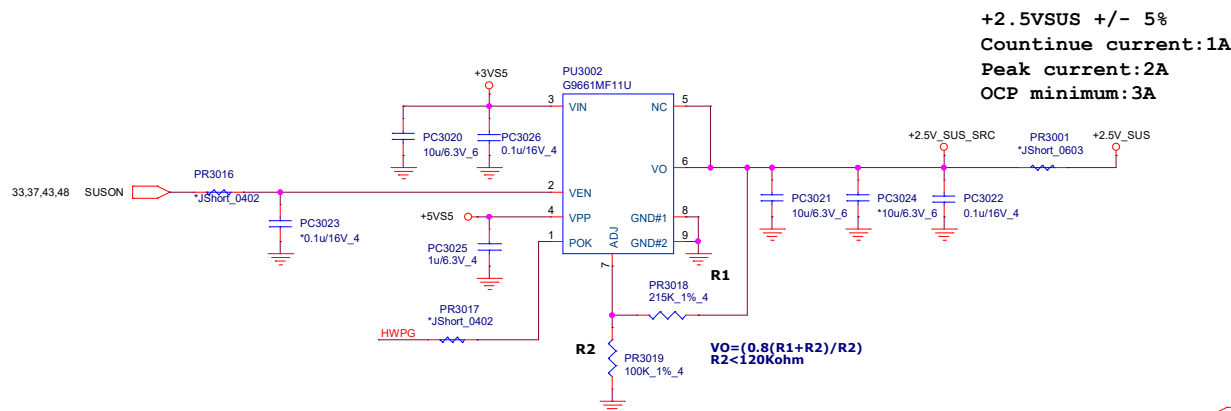 +2.5VSUS +/- 5%
Countinue current:1A
Peak current:2A
OCP minimum:3A
+3VS5
PU3002
G9661MF11U
3
VIN
NC
5
PC3020
10u/6.3V_6
PC3026
0.1u/16V_4
+2.5V_SUS_SRC
PR3001
*JShort_0603
+2.5V_SUS
VO
6
33,37,43,48 SUSON
PR3016
*JShort_0402
2
VEN
PC3023
*0.1u/16V_4
PC3021
10u/6.3V_6
PC3024
*10u/6.3V_6
PC3022
0.1u/16V_4
+5VS5
4
VPP
GND#1
8
PC3025
1u/6.3V_4
1
POK
ADJ
GND#2
9
7
R1
PR3018
215K_1%_4
PR3017
*JShort_0402
HWPG
R2
PR3019
100K_1%_4
VO=(0.8(R1+R2)/R2)
R2<120Kohm